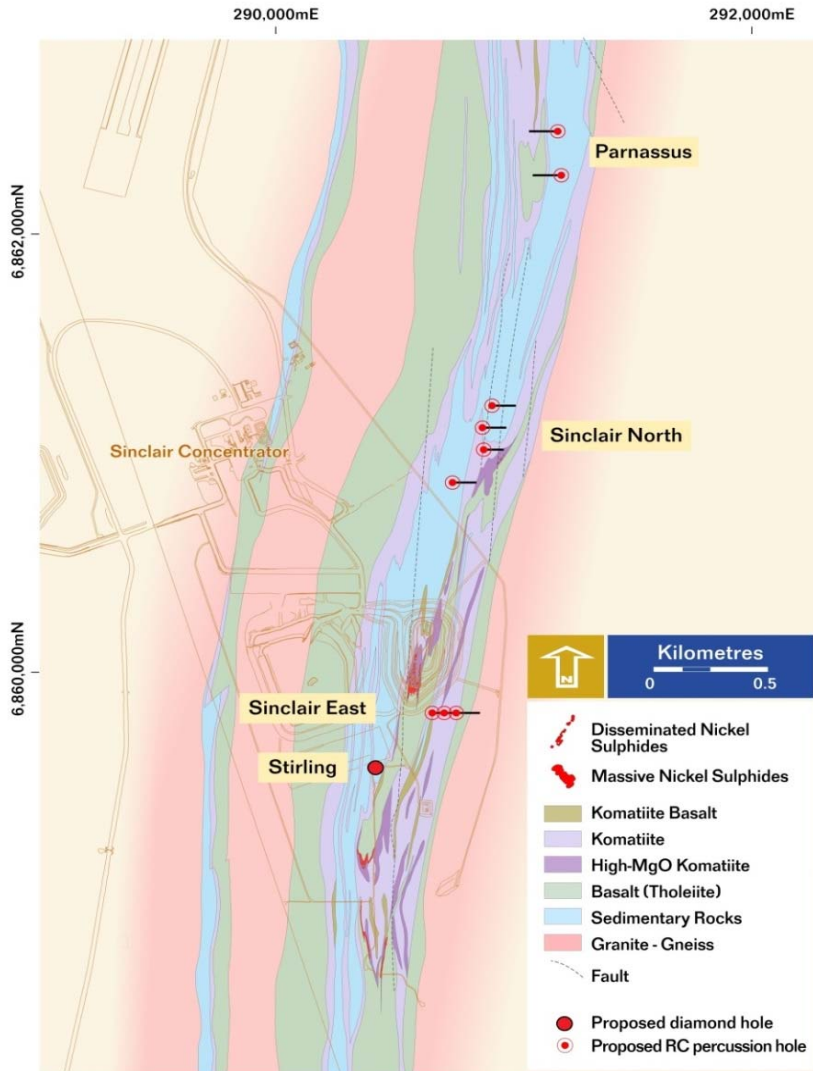 290,000mE
292,000mE
Parnassus
6,862,000mN
Sinclair North
Sinclair Concentrator
6,860,000mN
Sinclair East
Stirling
N
Kilometres
0 0.5
Disseminated Nickel
Sulphides
Massive Nickel Sulphides
Komatiite Basalt
Komatiite
High-MgO Komatiite
Basalt (Tholeiite)
Sedimentary Rocks
Granite - Gneiss
Fault
Proposed diamond hole
Proposed RC percussion hole